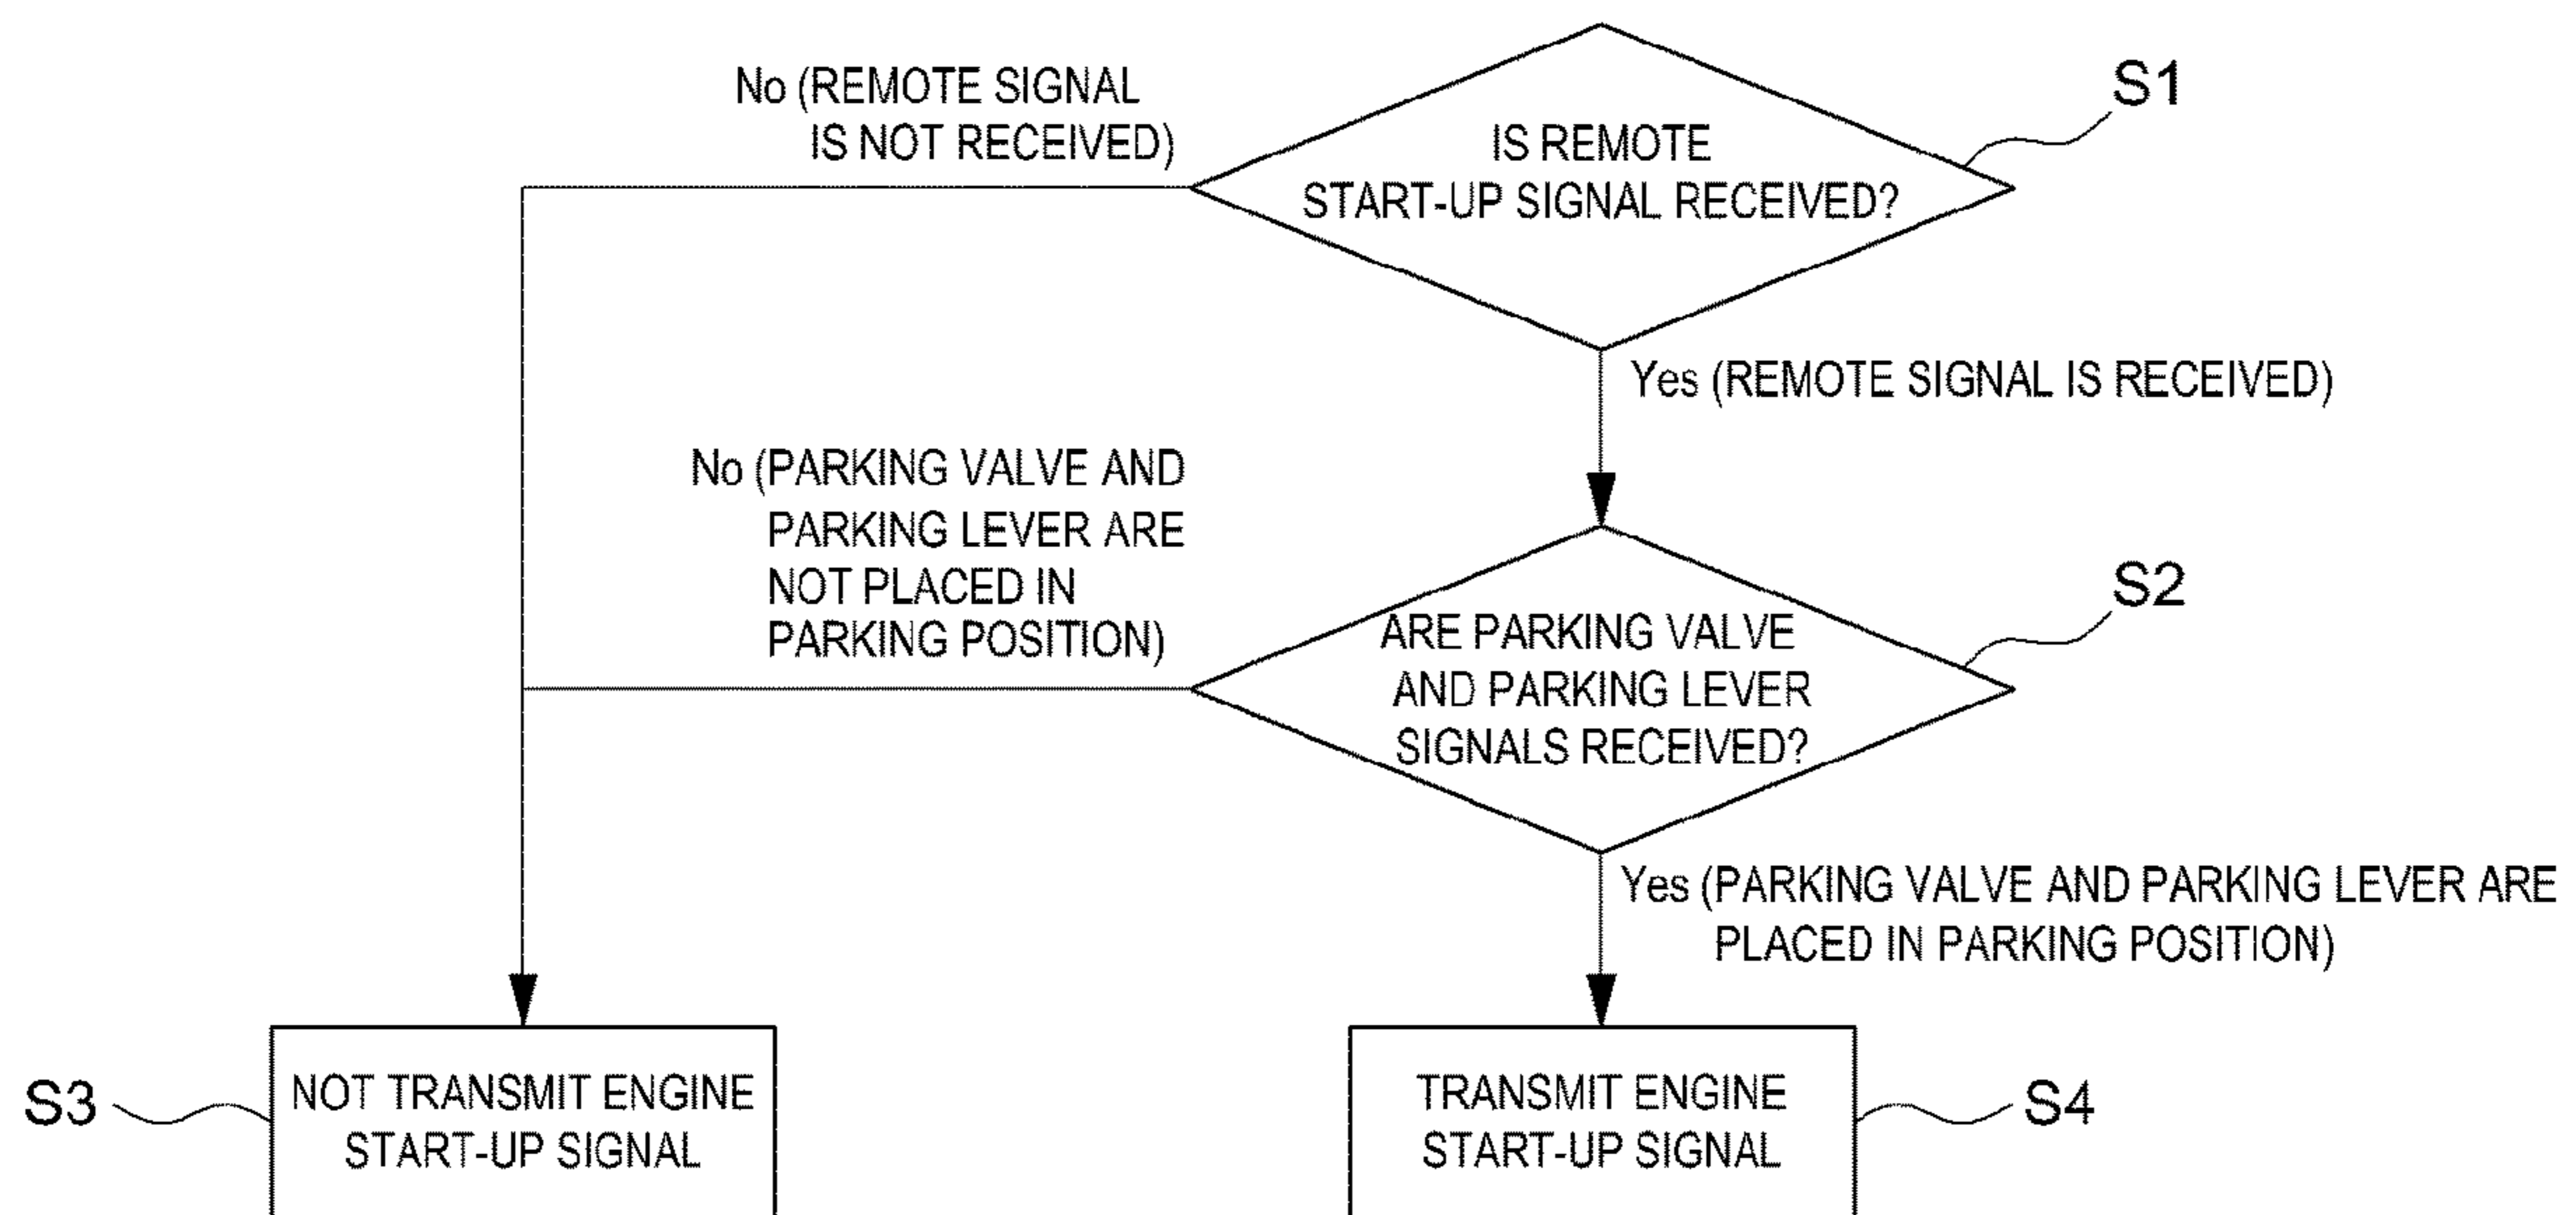 No (REMOTE SIGNAL
IS NOT RECEIVED)
IS REMOTE
START-UP SIGNAL RECEIVED?
S1
Yes (REMOTE SIGNAL IS RECEIVED)
No (PARKING VALVE AND
PARKING LEVER ARE
NOT PLACED IN
PARKING POSITION)
ARE PARKING VALVE
AND PARKING LEVER
SIGNALS RECEIVED?
S2
Yes (PARKING VALVE AND PARKING LEVER ARE
PLACED IN PARKING POSITION)
S3
NOT TRANSMIT ENGINE
START-UP SIGNAL
TRANSMIT ENGINE
START-UP SIGNAL
S4